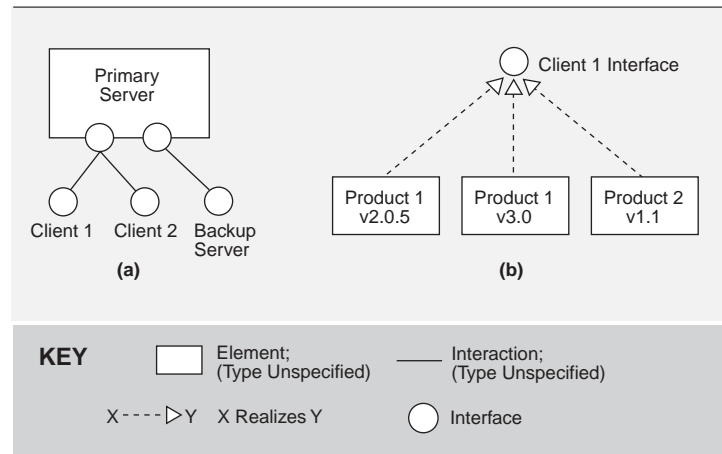 Primary
Server
Client 1
Client 2
Backup
Server
(a)
Client 1 Interface
Product 1
v2.0.5
Product 1
v3.0
Product 2
v1.1
(b)
KEY
Element;
(Type Unspecified)
Interaction;
(Type Unspecified)
X Y X Realizes Y
Interface